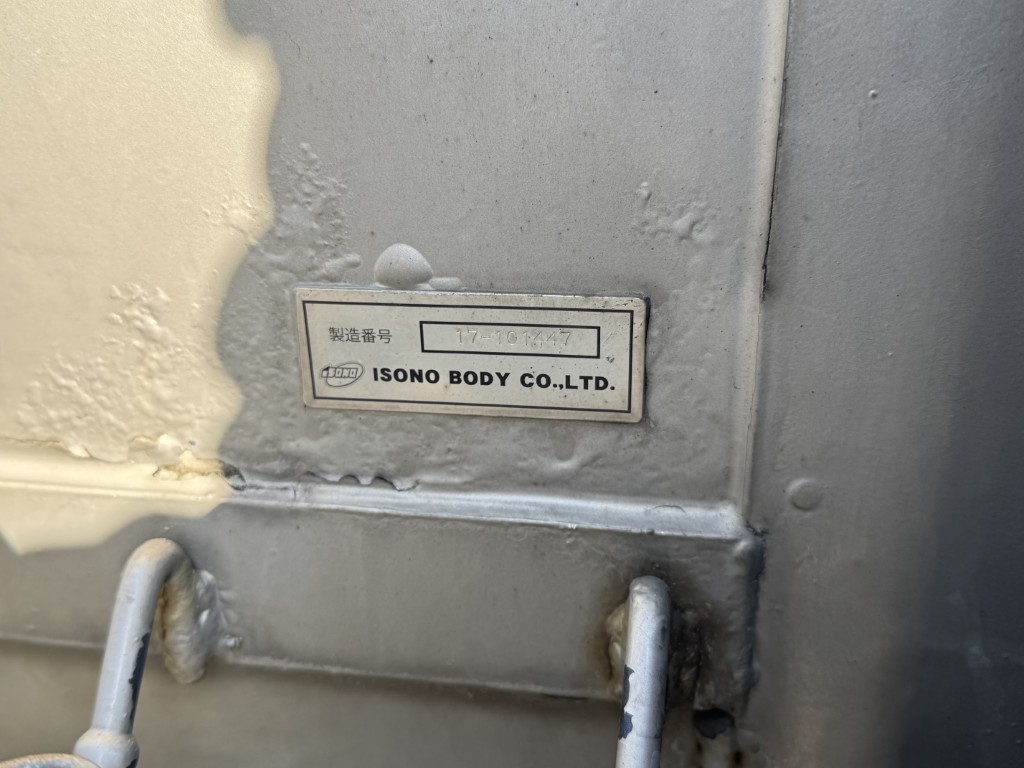 製造番号 17-101447
ISONO ISONO BODY CO.,LTD.